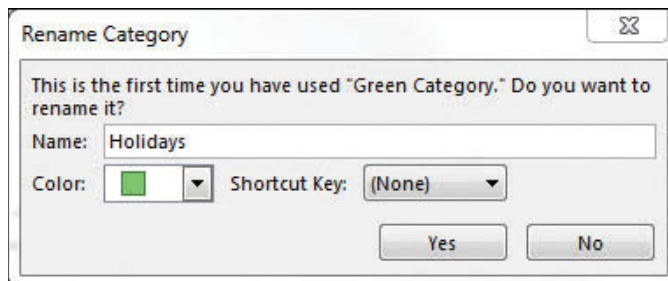 Rename Category
This is the first time you have used "Green Category." Do you want to
rename it?
Name: Holidays
Color: Shortcut Key: (None)
Yes No